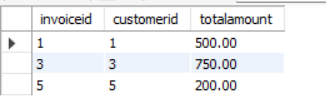 invoiceid customerid totalamount
1 1 500.00
3 3 750.00
5 5 200.00